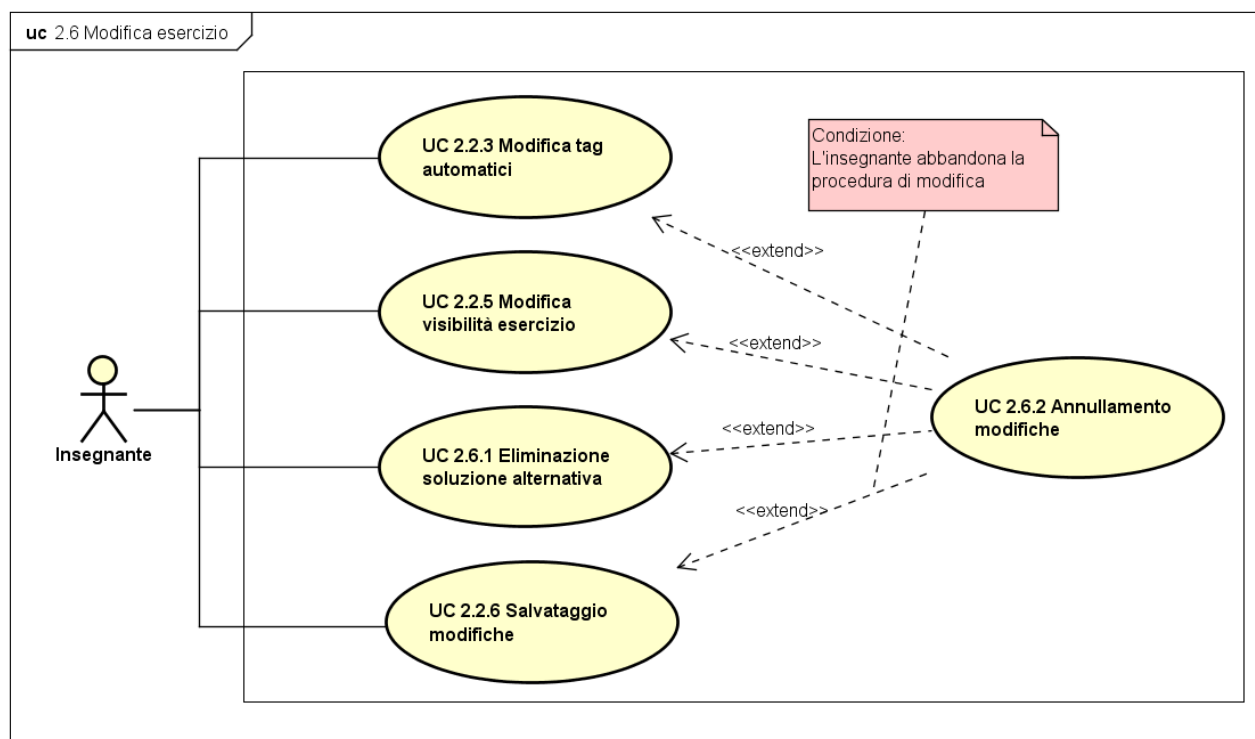 uc 2.6 Modifica esercizio
UC 2.2.3 Modifica tag
automatici
Condizione:
L'insegnante abbandona la
procedura di modifica
<<extend>>
UC 2.2.5 Modifica
visibilità esercizio
<<extend>>
UC 2.6.2 Annullamento
modifiche
<<extend>>
Insegnante
UC 2.6.1 Eliminazione
soluzione alternativa
<<extend>>
UC 2.2.6 Salvataggio
modifiche